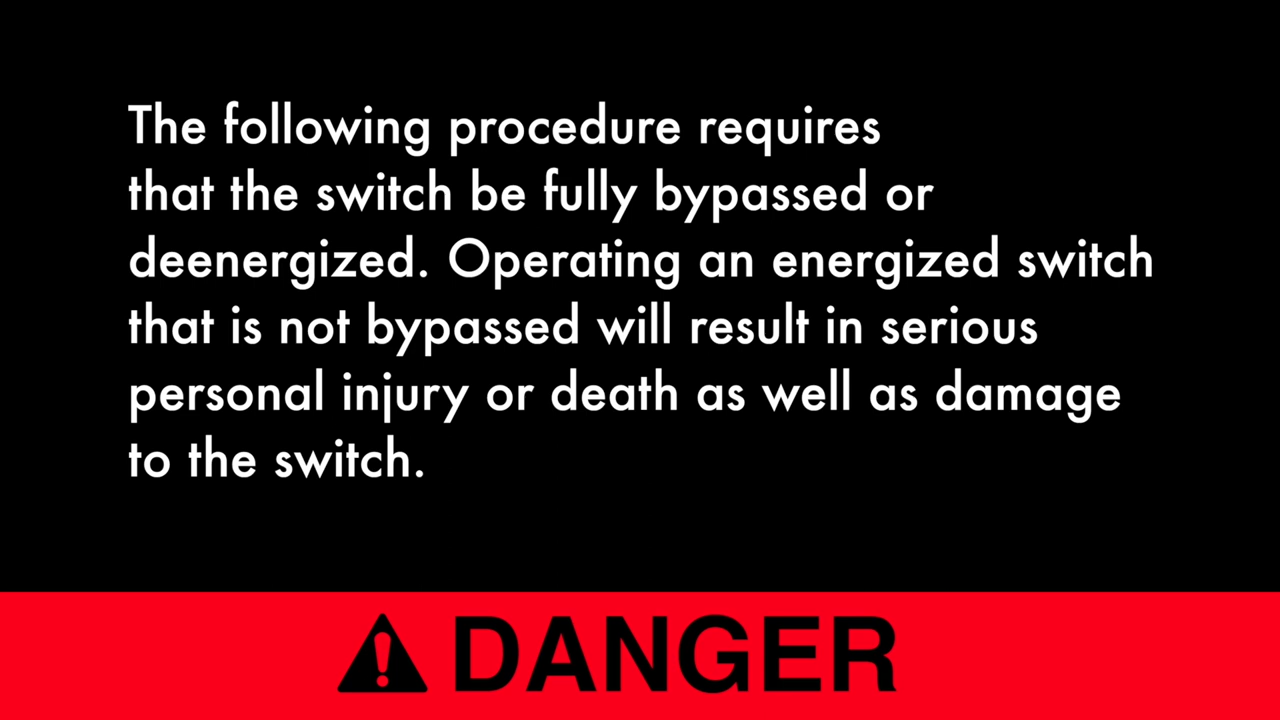 The following procedure requires
that the switch be fully bypassed or
deenergized. Operating an energized switch
that is not bypassed will result in serious
personal injury or death as well as damage
to the switch.
DANGER